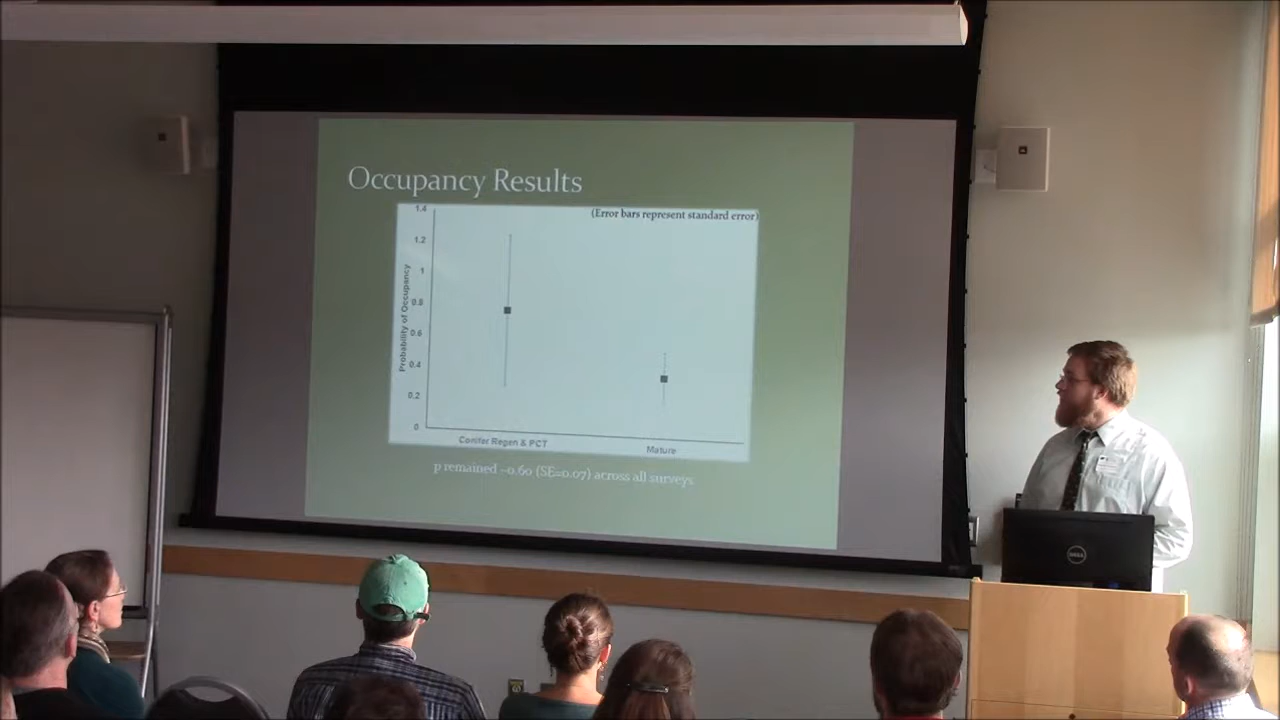 Occupancy Results
(Error bars represent standard error)
1.4
1.2
1
0.8
0.6
0.4
0.2
0
Probability of Occupancy
Conifer Regen & PCT
Mature
p remained ~0.60 (SE=0.07) across all surveys
DELL